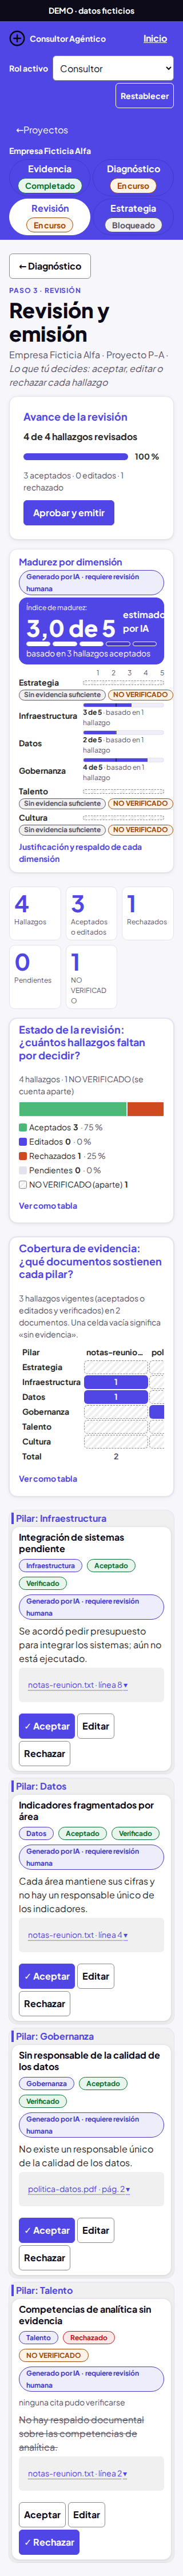 DEMO · datos ficticios
Consultor Agéntico
Inicio
Rol activo
Consultor
Restablecer
←Proyectos
Empresa Ficticia Alfa
Evidencia
Completado
Diagnóstico
En curso
Revisión
En curso
Estrategia
Bloqueado
← Diagnóstico
PASO 3 · REVISIÓN
Revisión y
emisión
Empresa Ficticia Alfa · Proyecto P-A ·
Lo que tú decides: aceptar, editar o
rechazar cada hallazgo
Avance de la revisión
4 de 4 hallazgos revisados
100 %
3 aceptados · 0 editados · 1
rechazado
Aprobar y emitir
Madurez por dimensión
Generado por IA · requiere revisión
humana
Índice de madurez:
3,0 de 5
estimado
por IA
basado en 3 hallazgos aceptados
1 2 3 4 5
Estrategia
Sin evidencia suficiente
NO VERIFICADO
Infraestructura
3 de 5 · basado en 1
hallazgo
Datos
2 de 5 · basado en 1
hallazgo
Gobernanza
4 de 5 · basado en 1
hallazgo
Talento
Sin evidencia suficiente
NO VERIFICADO
Cultura
Sin evidencia suficiente
NO VERIFICADO
Justificación y respaldo de cada
dimensión
4
Hallazgos
3
Aceptados
o editados
1
Rechazados
0
Pendientes
1
NO
VERIFICAD
O
Estado de la revisión:
¿cuántos hallazgos faltan
por decidir?
4 hallazgos · 1 NO VERIFICADO (se
cuenta aparte)
Aceptados 3 · 75 %
Editados 0 · 0 %
Rechazados 1 · 25 %
Pendientes 0 · 0 %
NO VERIFICADO (aparte) 1
Ver como tabla
Cobertura de evidencia:
¿qué documentos sostienen
cada pilar?
3 hallazgos vigentes (aceptados o
editados y verificados) en 2
documentos. Una celda vacía significa
«sin evidencia».
Pilar
notas-reunio…
pol
Estrategia
Infraestructura
1
Datos
1
Gobernanza
Talento
Cultura
Total
2
Ver como tabla
Pilar: Infraestructura
Integración de sistemas
pendiente
Infraestructura
Aceptado
Verificado
Generado por IA · requiere revisión
humana
Se acordó pedir presupuesto
para integrar los sistemas; aún no
está ejecutado.
notas-reunion.txt · línea 8 ▾
✓ Aceptar
Editar
Rechazar
Pilar: Datos
Indicadores fragmentados por
área
Datos
Aceptado
Verificado
Generado por IA · requiere revisión
humana
Cada área mantiene sus cifras y
no hay un responsable único de
los indicadores.
notas-reunion.txt · línea 4 ▾
✓ Aceptar
Editar
Rechazar
Pilar: Gobernanza
Sin responsable de la calidad de
los datos
Gobernanza
Aceptado
Verificado
Generado por IA · requiere revisión
humana
No existe un responsable único
de la calidad de los datos.
politica-datos.pdf · pág. 2 ▾
✓ Aceptar
Editar
Rechazar
Pilar: Talento
Competencias de analítica sin
evidencia
Talento
Rechazado
NO VERIFICADO
Generado por IA · requiere revisión
humana
ninguna cita pudo verificarse
No hay respaldo documental
sobre las competencias de
analítica.
notas-reunion.txt · línea 2 ▾
Aceptar
Editar
✓ Rechazar